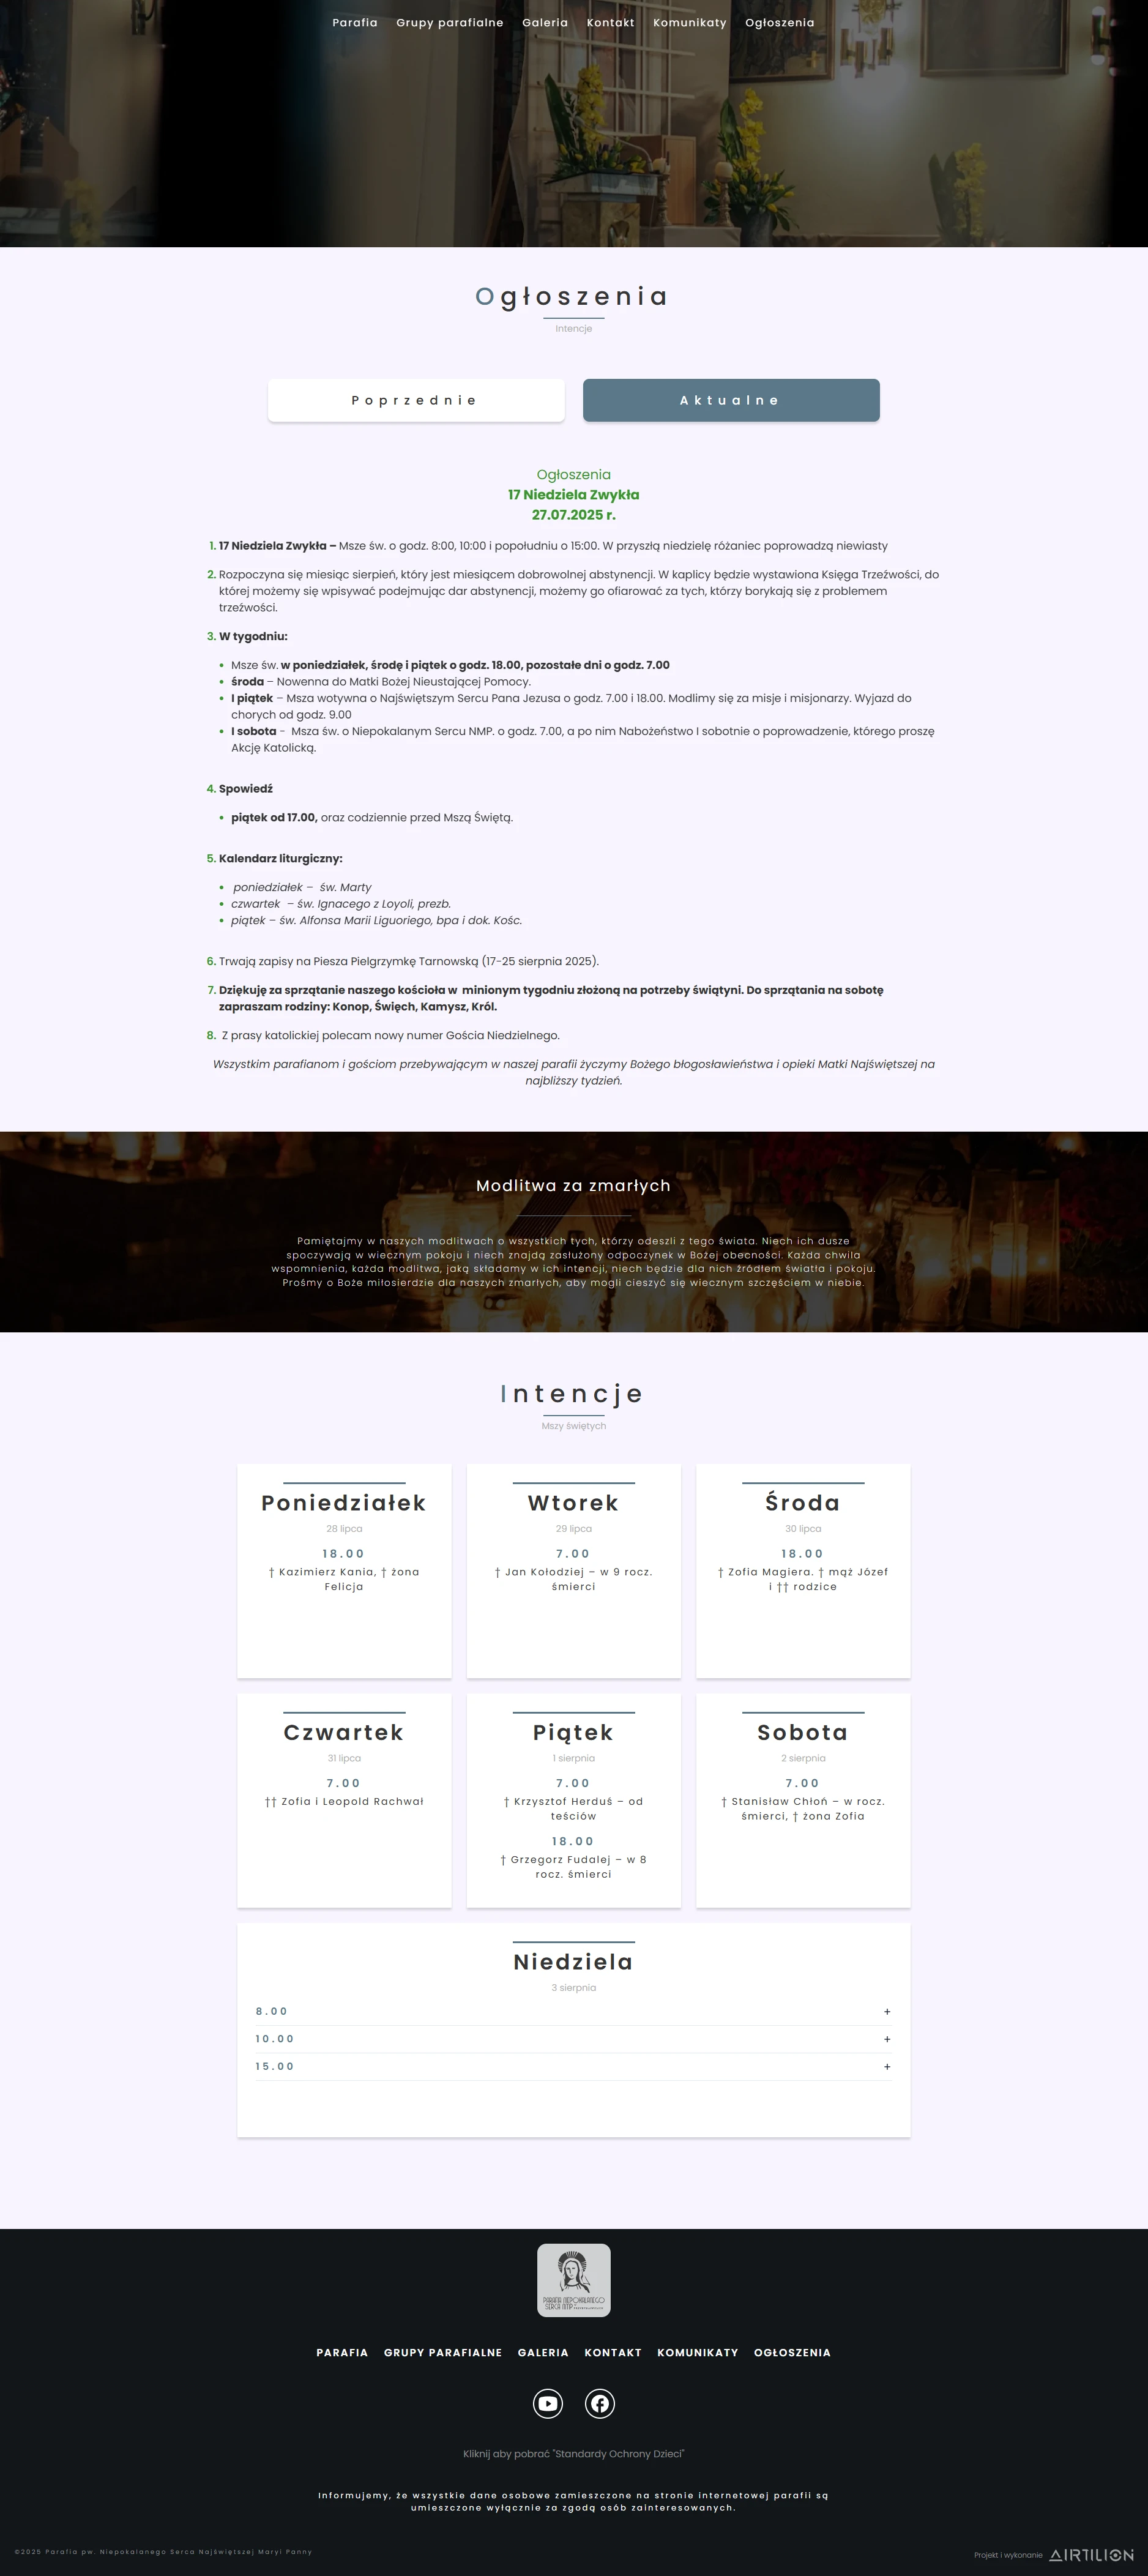 Parafia Grupy parafialne Galeria Kontakt Komunikaty Ogłoszenia
Ogłoszenia
Intencje
Poprzednie Aktualne
Ogłoszenia
17 Niedziela Zwykła
27.07.2025 r.
1. 17 Niedziela Zwykła – Msze św. o godz. 8:00, 10:00 i popołudniu o 15:00. W przyszłą niedzielę różaniec poprowadzą niewiasty
2. Rozpoczyna się miesiąc sierpień, który jest miesiącem dobrowolnej abstynencji. W kaplicy będzie wystawiona Księga Trzeźwości, do
której możemy się wpisywać podejmując dar abstynencji, możemy go ofiarować za tych, którzy borykają się z problemem
trzeźwości.
3. W tygodniu:
• Msze św. w poniedziałek, środę i piątek o godz. 18.00, pozostałe dni o godz. 7.00
• środa – Nowenna do Matki Bożej Nieustającej Pomocy.
• I piątek – Msza wotywna o Najświętszym Sercu Pana Jezusa o godz. 7.00 i 18.00. Modlimy się za misje i misjonarzy. Wyjazd do
chorych od godz. 9.00
• I sobota - Msza św. o Niepokalanym Sercu NMP. o godz. 7.00, a po nim Nabożeństwo I sobotnie o poprowadzenie, którego proszę
Akcję Katolicką.
4. Spowiedź
• piątek od 17.00, oraz codziennie przed Mszą Świętą.
5. Kalendarz liturgiczny:
• poniedziałek – św. Marty
• czwartek – św. Ignacego z Loyoli, prezb.
• piątek – św. Alfonsa Marii Liguoriego, bpa i dok. Kośc.
6. Trwają zapisy na Piesza Pielgrzymkę Tarnowską (17-25 sierpnia 2025).
7. Dziękuję za sprzątanie naszego kościoła w minionym tygodniu złożoną na potrzeby świątyni. Do sprzątania na sobotę
zapraszam rodziny: Konop, Święch, Kamysz, Król.
8. Z prasy katolickiej polecam nowy numer Gościa Niedzielnego.
Wszystkim parafianom i gościom przebywającym w naszej parafii życzymy Bożego błogosławieństwa i opieki Matki Najświętszej na
najbliższy tydzień.
Modlitwa za zmarłych
Pamiętajmy w naszych modlitwach o wszystkich tych, którzy odeszli z tego świata. Niech ich dusze
spoczywają w wiecznym pokoju i niech znajdą zasłużony odpoczynek w Bożej obecności. Każda chwila
wspomnienia, każda modlitwa, jaką składamy w ich intencji, niech będzie dla nich źródłem światła i pokoju.
Prośmy o Boże miłosierdzie dla naszych zmarłych, aby mogli cieszyć się wiecznym szczęściem w niebie.
Intencje
Mszy świętych
Poniedziałek
28 lipca
18.00
† Kazimierz Kania, † żona
Felicja
Wtorek
29 lipca
7.00
† Jan Kołodziej – w 9 rocz.
śmierci
Środa
30 lipca
18.00
† Zofia Magiera. † mąż Józef
i †† rodzice
Czwartek
31 lipca
7.00
†† Zofia i Leopold Rachwał
Piątek
1 sierpnia
7.00
† Krzysztof Herduś – od
teściów
18.00
† Grzegorz Fudalej – w 8
rocz. śmierci
Sobota
2 sierpnia
7.00
† Stanisław Chłoń – w rocz.
śmierci, † żona Zofia
Niedziela
3 sierpnia
8.00 +
10.00 +
15.00 +
PARAFIA NIEPOKALANEGO
SERCA NMP
PARAFIA GRUPY PARAFIALNE GALERIA KONTAKT KOMUNIKATY OGŁOSZENIA
Kliknij aby pobrać "Standardy Ochrony Dzieci"
Informujemy, że wszystkie dane osobowe zamieszczone na stronie internetowej parafii są
umieszczone wyłącznie za zgodą osób zainteresowanych.
©2025 Parafia pw. Niepokalanego Serca Najświętszej Maryi Panny
Projekt i wykonanie AIRTILION